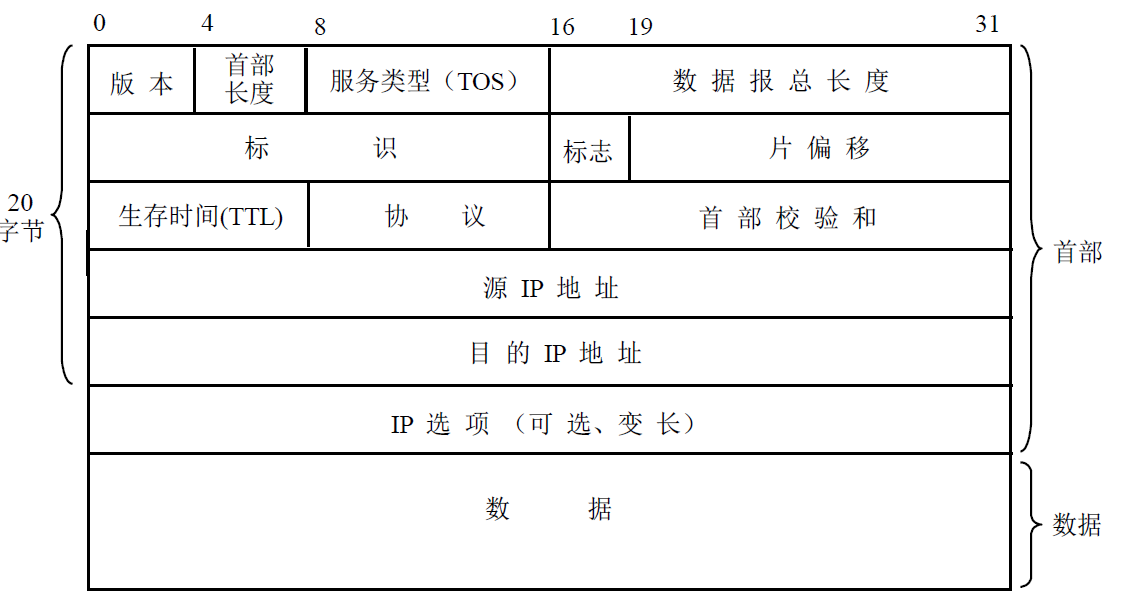 0 4 8 16 19 31
版 本 首部长度 服务类型（TOS） 数 据 报 总 长 度
标 识 标志 片 偏 移
20字节
生存时间(TTL) 协 议 首 部 校 验 和
首部
源 IP 地 址
目 的 IP 地 址
IP 选 项 （可 选、变 长）
数 据
数据